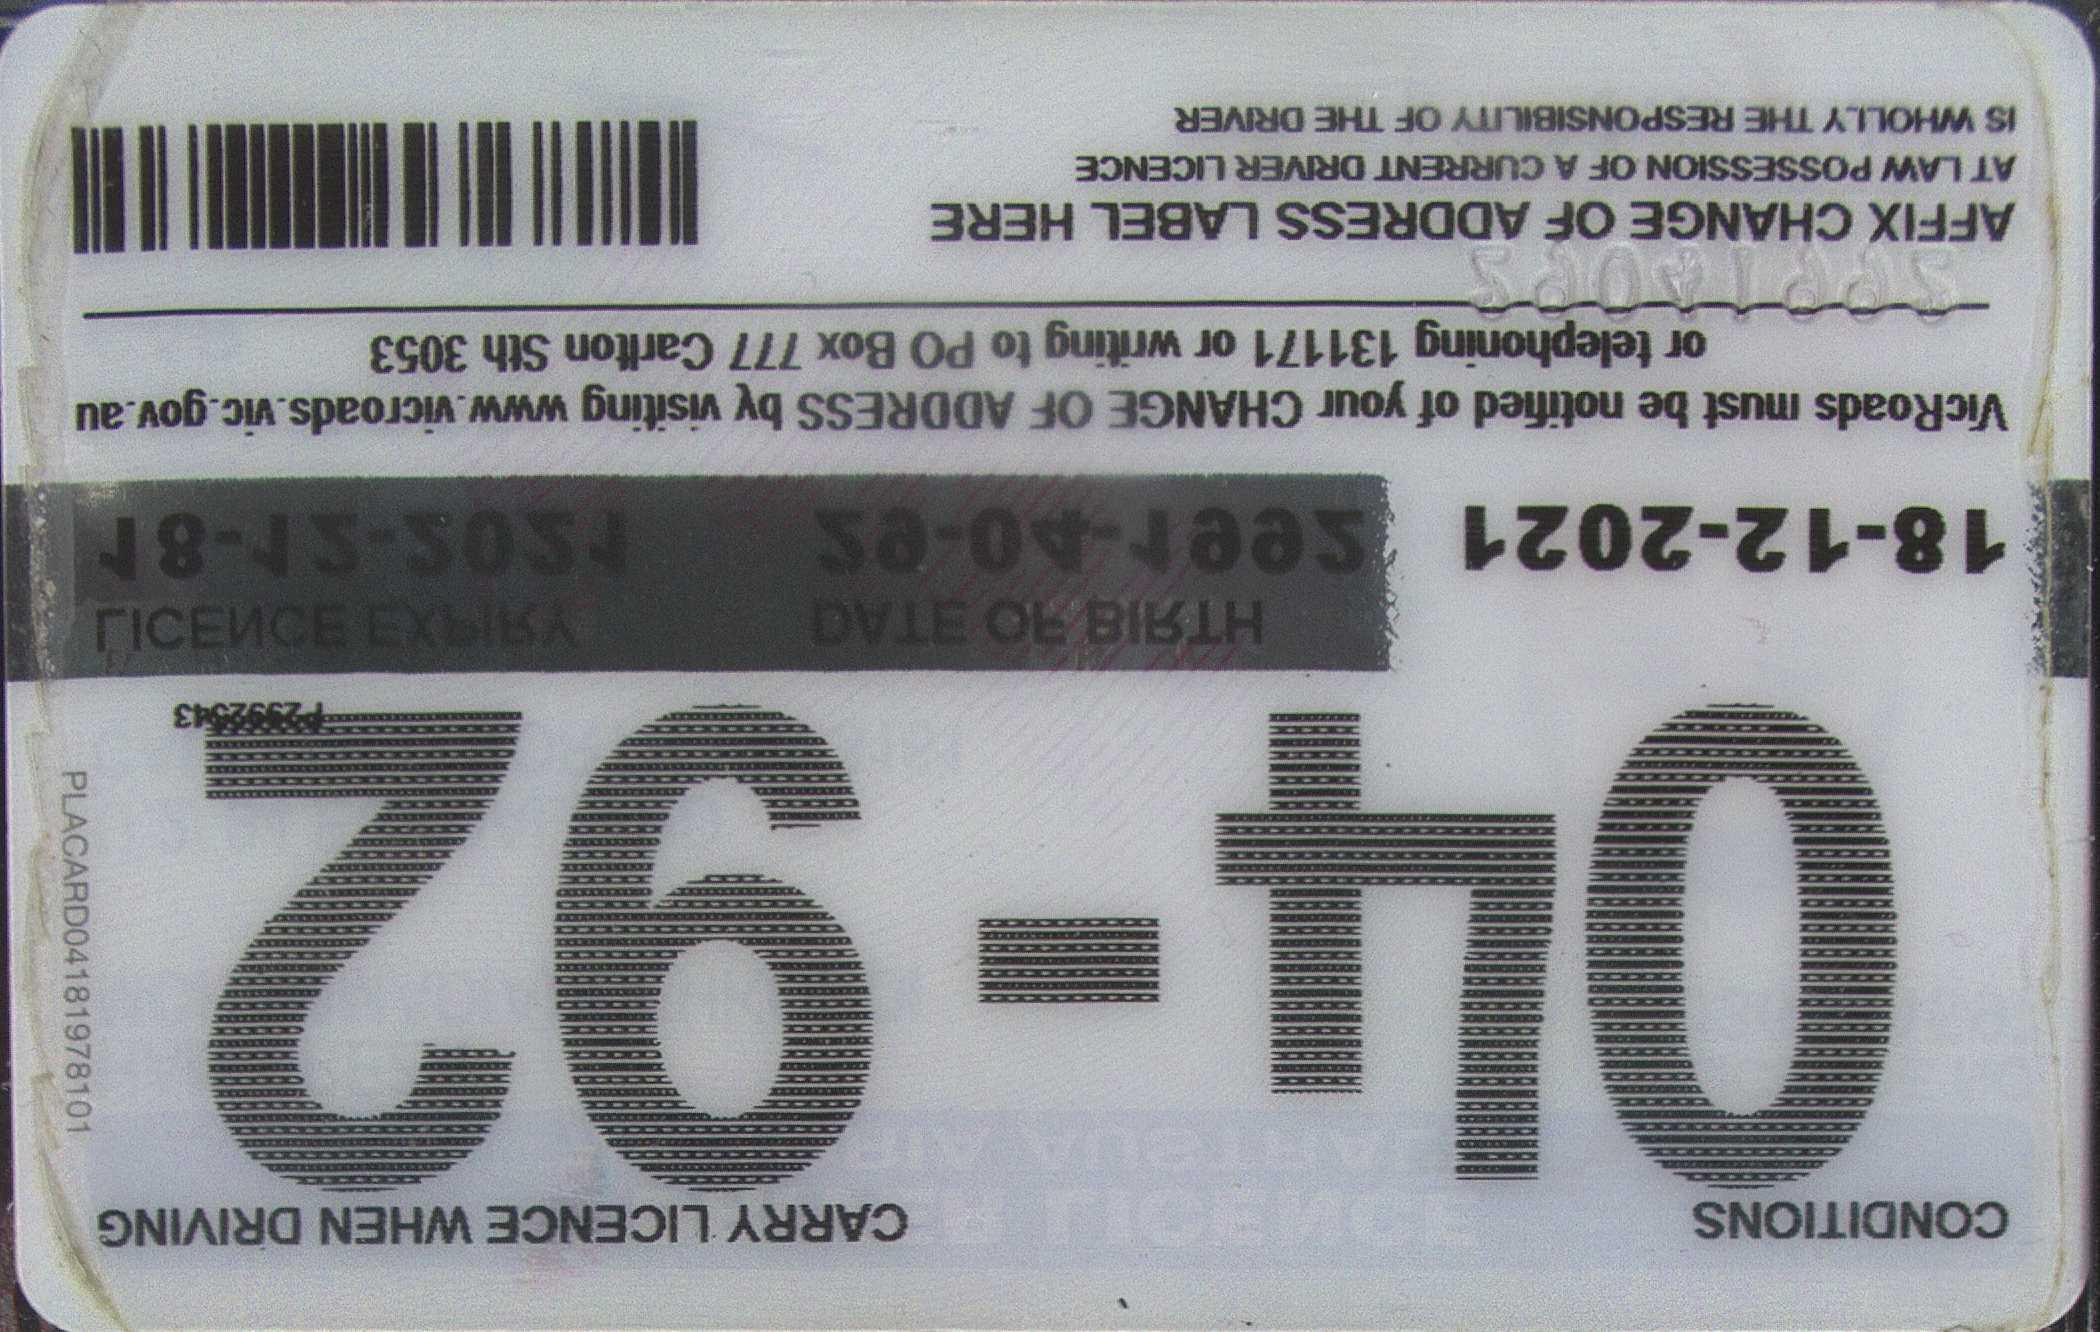 CONDITIONS
CARRY LICENCE WHEN DRIVING
04-92
P2992543
18-12-2021
DATE OF BIRTH
29-04-1992
LICENCE EXPIRY
18-12-2021
VicRoads must be notified of your CHANGE OF ADDRESS by visiting www.vicroads.vic.gov.au
or telephoning 131171 or writing to PO Box 777 Carlton Sth 3053
AFFIX CHANGE OF ADDRESS LABEL HERE
AT LAW POSSESSION OF A CURRENT DRIVER LICENCE
IS WHOLLY THE RESPONSIBILITY OF THE DRIVER
PLACARD04181978101